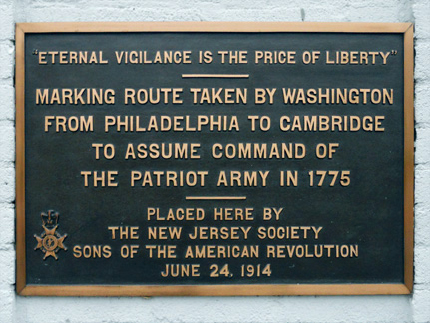 "ETERNAL VIGILANCE IS THE PRICE OF LIBERTY"
MARKING ROUTE TAKEN BY WASHINGTON
FROM PHILADELPHIA TO CAMBRIDGE
TO ASSUME COMMAND OF
THE PATRIOT ARMY IN 1775
PLACED HERE BY
THE NEW JERSEY SOCIETY
SONS OF THE AMERICAN REVOLUTION
JUNE 24, 1914